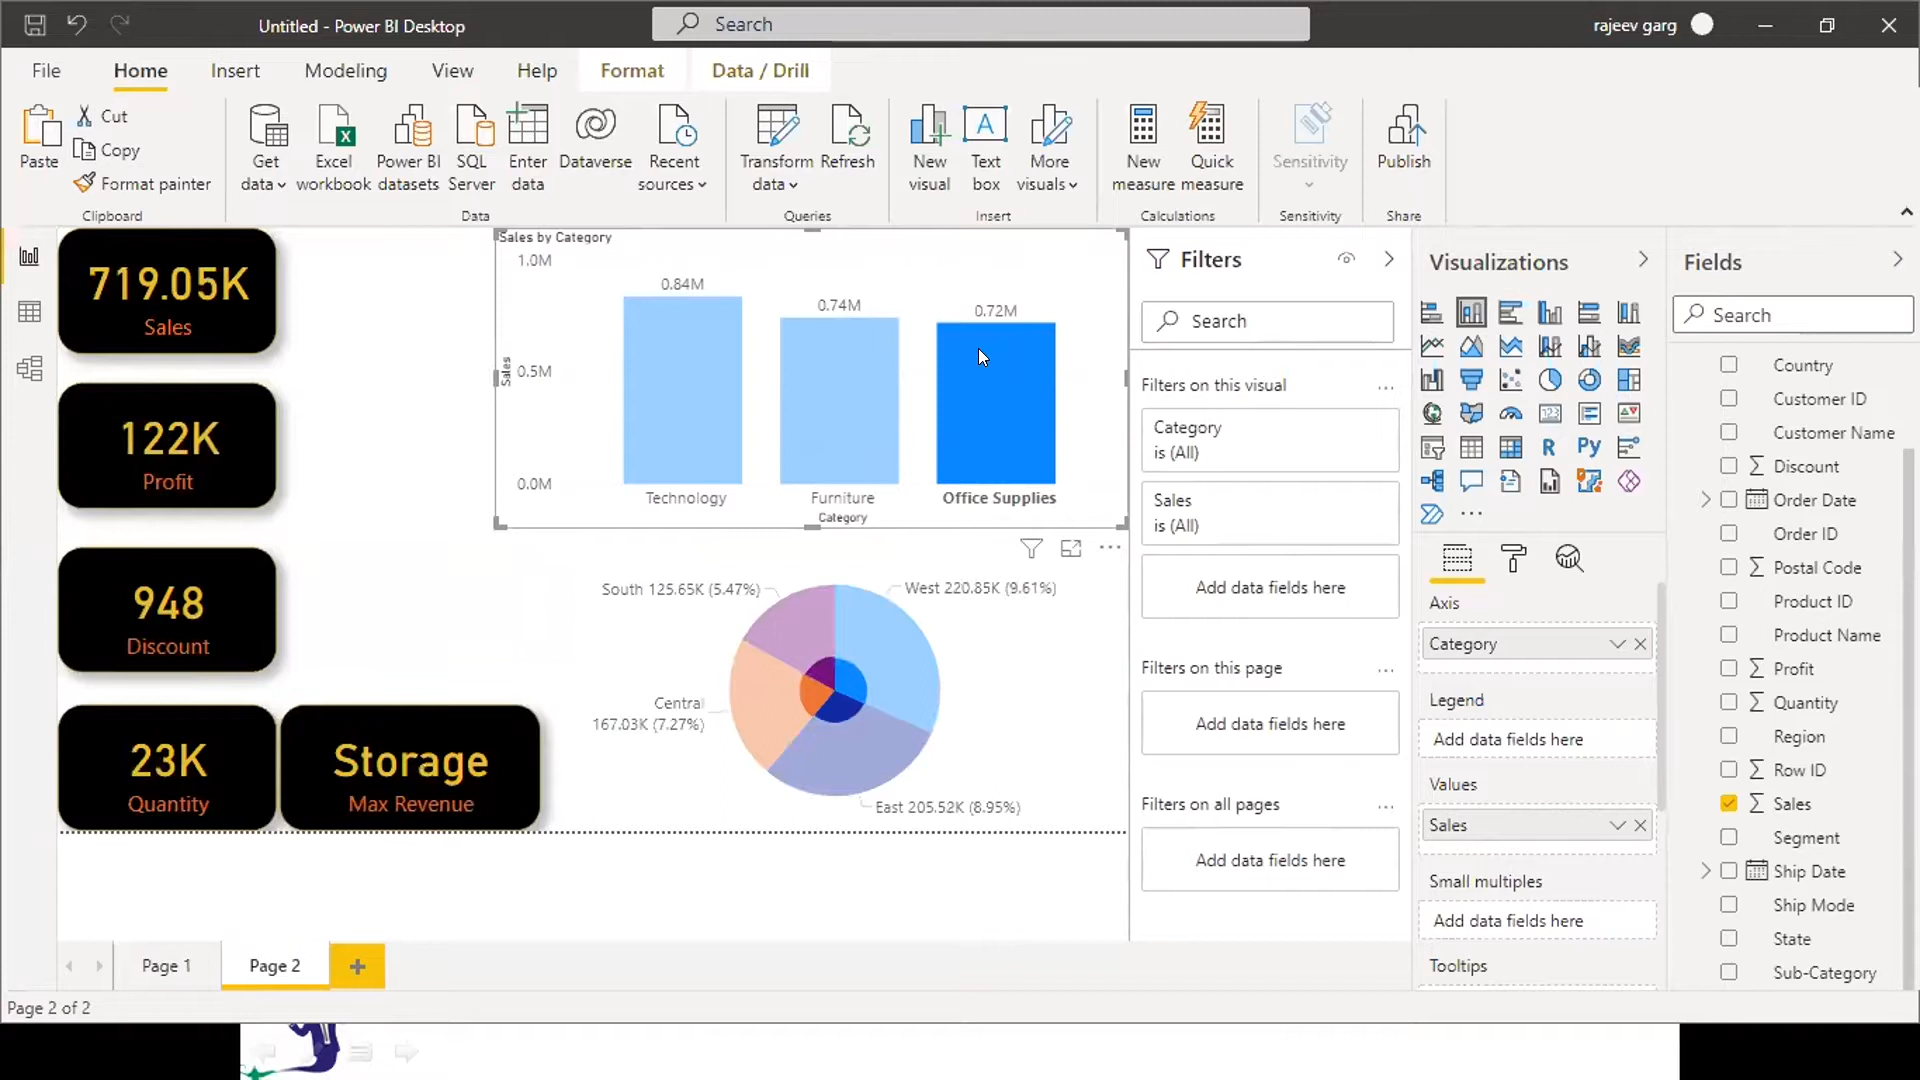 Untitled - Power BI Desktop
Search
rajeev garg
File
Home
Insert
Modeling
View
Help
Format
Data / Drill
Paste
Cut
Copy
Format painter
Clipboard
Get
data
Excel
workbook
Power BI
datasets
SQL
Server
Enter
data
Dataverse
Recent
sources
Data
Transform
data
Refresh
Queries
New
visual
Text
box
More
visuals
Insert
New
measure
Quick
measure
Calculations
Sensitivity
Sensitivity
Publish
Share
719.05K
Sales
122K
Profit
948
Discount
23K
Quantity
Storage
Max Revenue
Sales by Category
1.0M
0.5M
0.0M
Sales
0.84M
0.74M
0.72M
Technology
Furniture
Office Supplies
Category
South 125.65K (5.47%)
West 220.85K (9.61%)
Central
167.03K (7.27%)
East 205.52K (8.95%)
Filters
Search
Filters on this visual
Category
is (All)
Sales
is (All)
Add data fields here
Filters on this page
Add data fields here
Filters on all pages
Add data fields here
Visualizations
R
Py
123
Axis
Category
Legend
Add data fields here
Values
Sales
Small multiples
Add data fields here
Tooltips
Fields
Search
Country
Customer ID
Customer Name
Discount
Order Date
Order ID
Postal Code
Product ID
Product Name
Profit
Quantity
Region
Row ID
Sales
Segment
Ship Date
Ship Mode
State
Sub-Category
Page 1
Page 2
Page 2 of 2